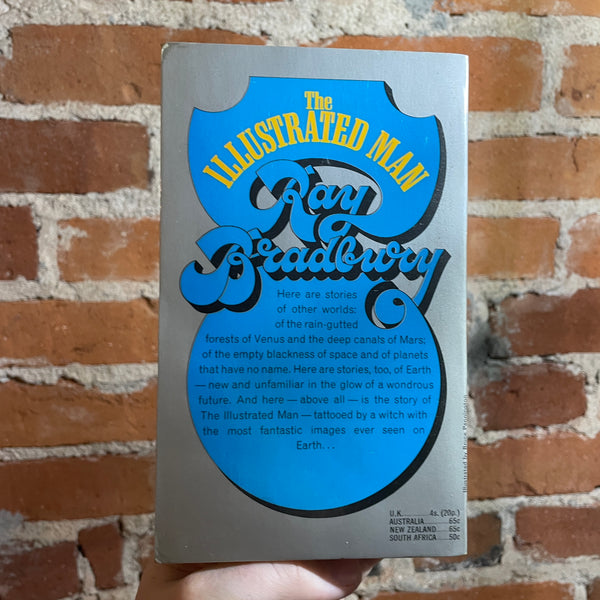 The
ILLUSTRATED MAN
Ray
Bradbury
Here are stories
of other worlds:
of the rain-gutted
forests of Venus and the deep canals of Mars;
of the empty blackness of space and of planets
that have no name. Here are stories, too, of Earth
— new and unfamiliar in the glow of a wondrous
future. And here — above all — is the story of
The Illustrated Man — tattooed by a witch with
the most fantastic images ever seen on
Earth...
Illustrated by Bruce Pennington
U.K. ............ 4s. (20p.)
AUSTRALIA ............ 65c
NEW ZEALAND ..... 65c
SOUTH AFRICA ..... 50c